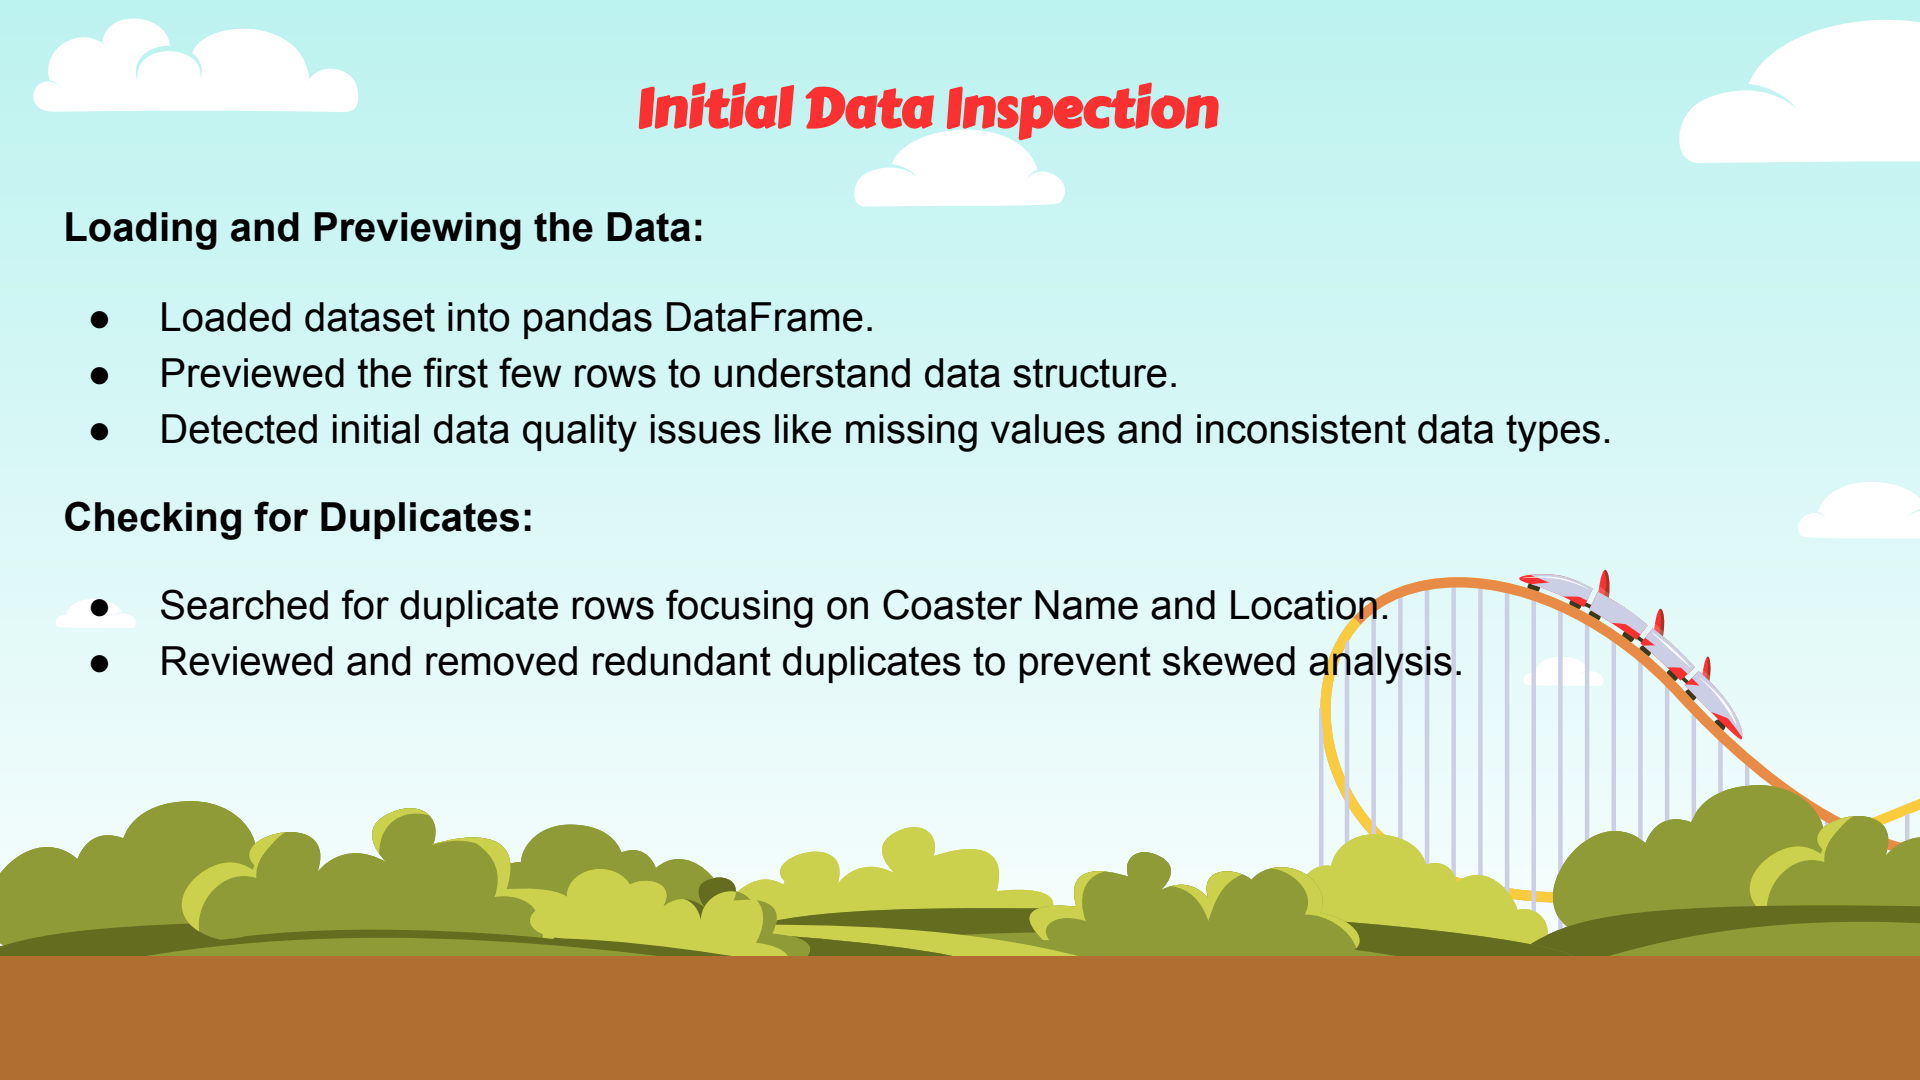 Initial Data Inspection
Loading and Previewing the Data:
● Loaded dataset into pandas DataFrame.
● Previewed the first few rows to understand data structure.
● Detected initial data quality issues like missing values and inconsistent data types.
Checking for Duplicates:
● Searched for duplicate rows focusing on Coaster Name and Location.
● Reviewed and removed redundant duplicates to prevent skewed analysis.